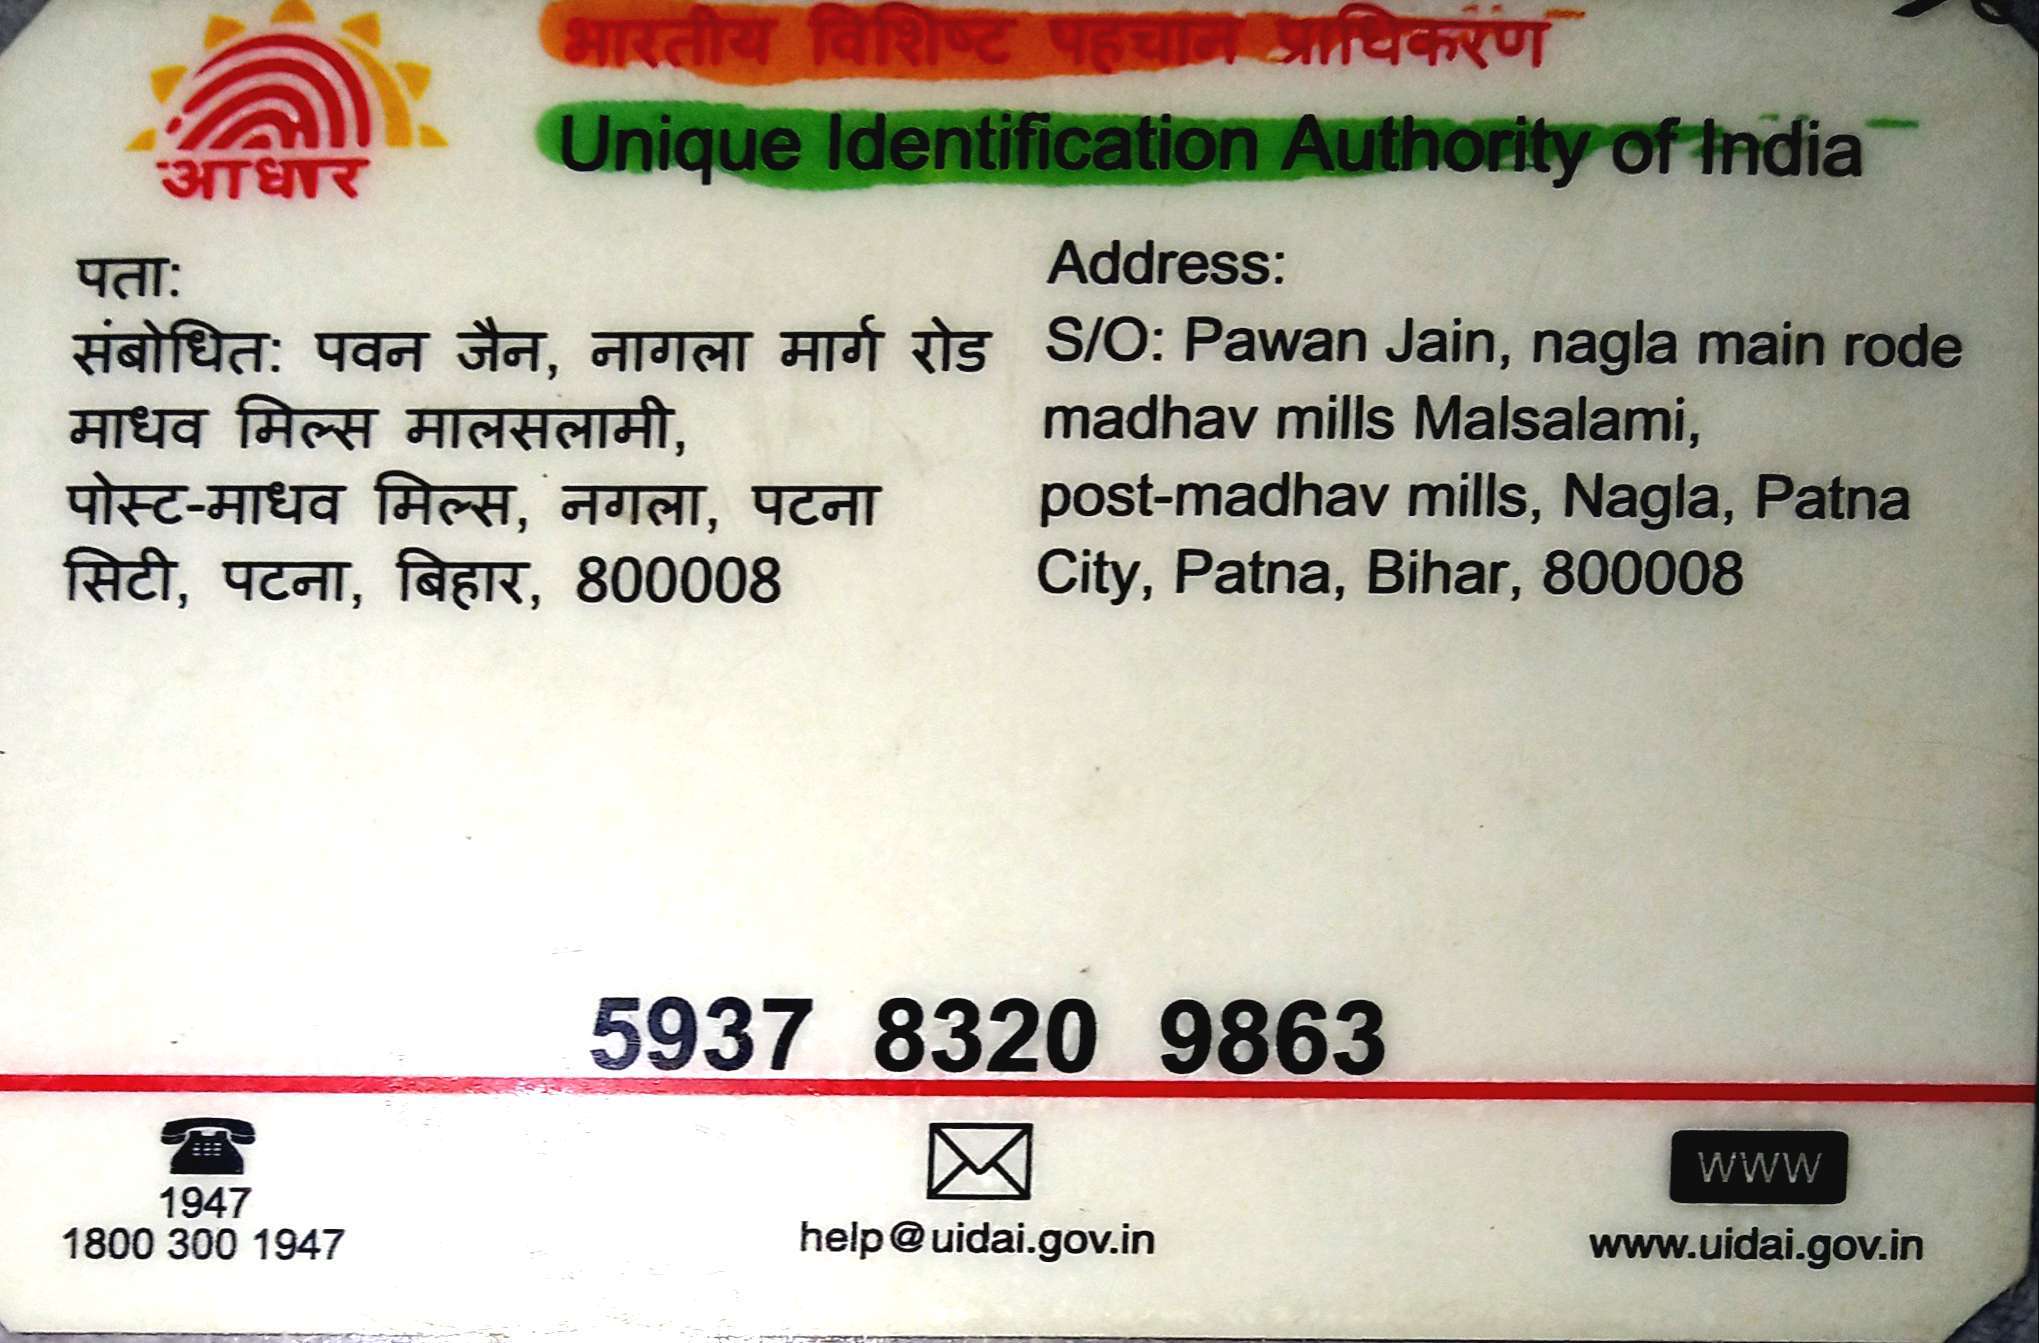 भारतीय विशिष्ट पहचान प्राधिकरण
Unique Identification Authority of India
आधार
पता:
संबोधित: पवन जैन, नागला मार्ग रोड
माधव मिल्स मालसलामी,
पोस्ट-माधव मिल्स, नगला, पटना
सिटी, पटना, बिहार, 800008
Address:
S/O: Pawan Jain, nagla main rode
madhav mills Malsalami,
post-madhav mills, Nagla, Patna
City, Patna, Bihar, 800008
5937 8320 9863
1947
1800 300 1947
help@uidai.gov.in
WWW
www.uidai.gov.in